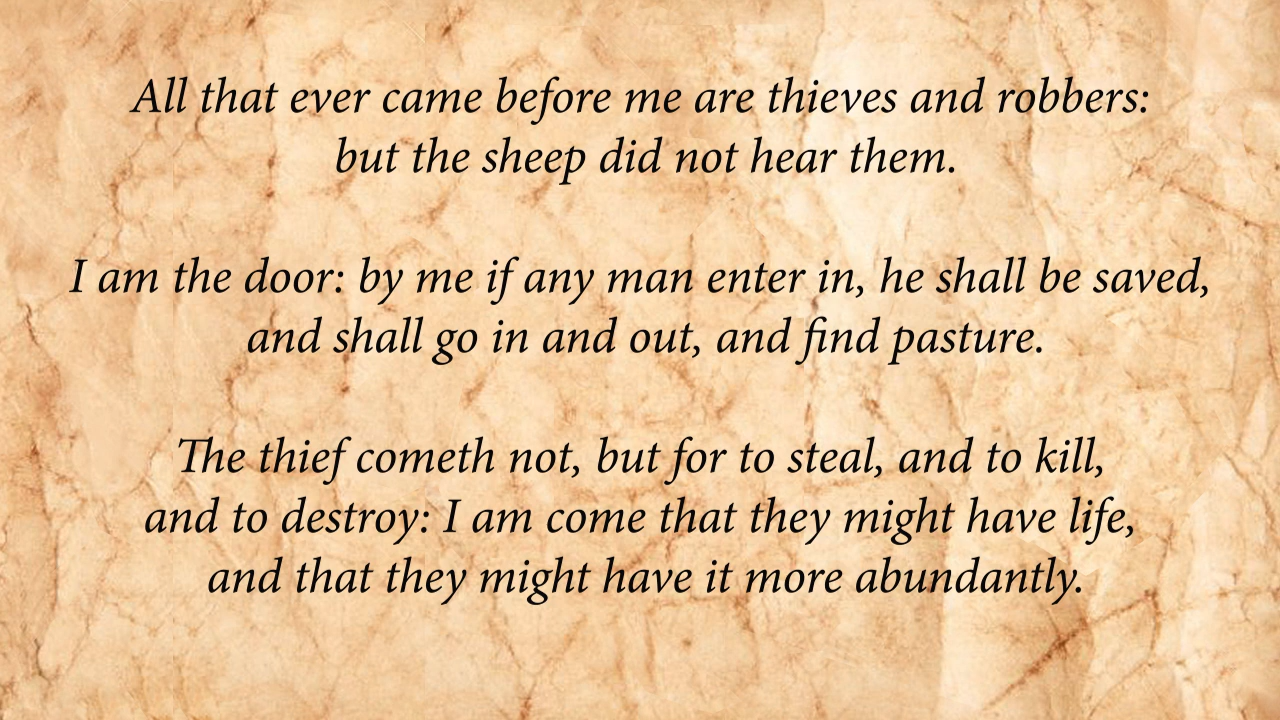 All that ever came before me are thieves and robbers:
but the sheep did not hear them.
I am the door: by me if any man enter in, he shall be saved,
and shall go in and out, and find pasture.
The thief cometh not, but for to steal, and to kill,
and to destroy: I am come that they might have life,
and that they might have it more abundantly.